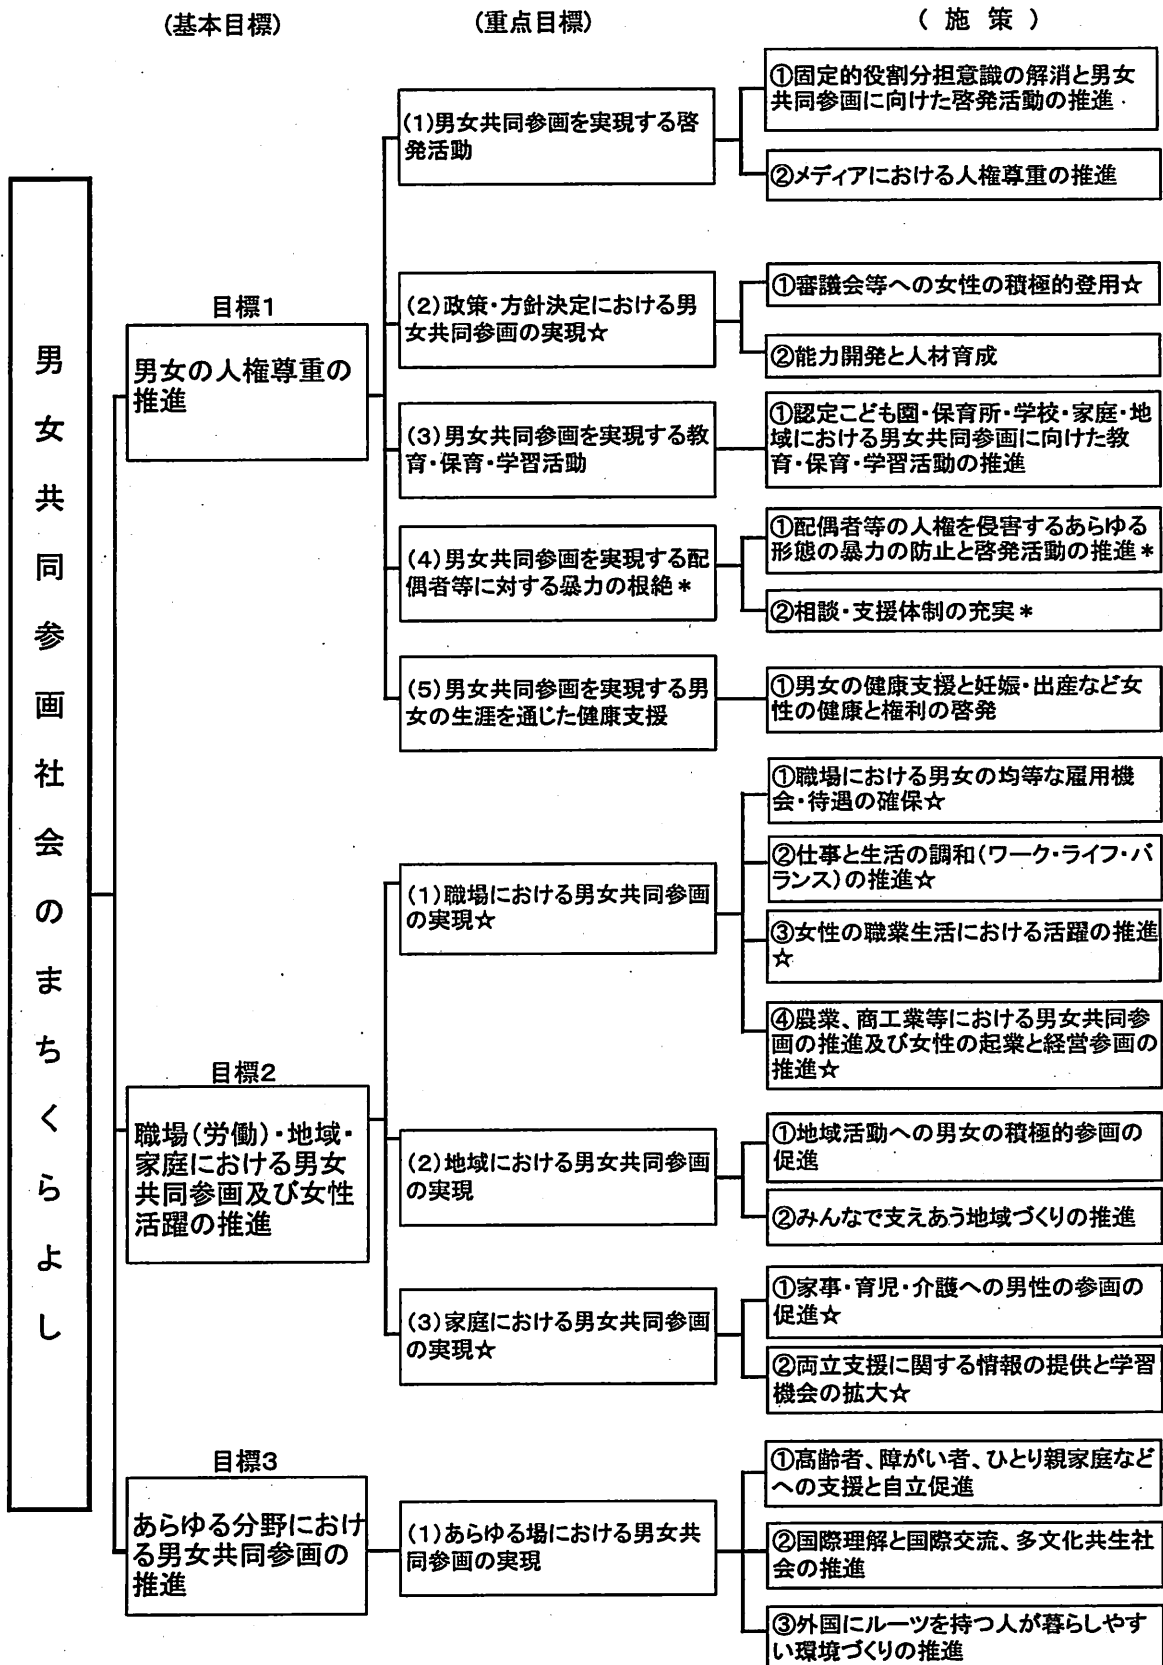 (基本目標)
(重点目標)
( 施 策 )
男女共同参画社会のまちくらよし
目標1
男女の人権尊重の
推進
(1)男女共同参画を実現する啓
発活動
①固定的役割分担意識の解消と男女
共同参画に向けた啓発活動の推進
②メディアにおける人権尊重の推進
(2)政策・方針決定における男
女共同参画の実現☆
①審議会等への女性の積極的登用☆
②能力開発と人材育成
(3)男女共同参画を実現する教
育・保育・学習活動
①認定こども園・保育所・学校・家庭・地
域における男女共同参画に向けた教
育・保育・学習活動の推進
(4)男女共同参画を実現する配
偶者等に対する暴力の根絶*
①配偶者等の人権を侵害するあらゆる
形態の暴力の防止と啓発活動の推進*
②相談・支援体制の充実*
(5)男女共同参画を実現する男
女の生涯を通じた健康支援
①男女の健康支援と妊娠・出産など女
性の健康と権利の啓発
目標2
職場(労働)・地域・
家庭における男女
共同参画及び女性
活躍の推進
(1)職場における男女共同参画
の実現☆
①職場における男女の均等な雇用機
会・待遇の確保☆
②仕事と生活の調和(ワーク・ライフ・バ
ランス)の推進☆
③女性の職業生活における活躍の推進
☆
④農業、商工業等における男女共同参
画の推進及び女性の起業と経営参画の
推進☆
(2)地域における男女共同参画
の実現
①地域活動への男女の積極的参画の
促進
②みんなで支えあう地域づくりの推進
(3)家庭における男女共同参画
の実現☆
①家事・育児・介護への男性の参画の
促進☆
②両立支援に関する情報の提供と学習
機会の拡大☆
目標3
あらゆる分野におけ
る男女共同参画の
推進
(1)あらゆる場における男女共
同参画の実現
①高齢者、障がい者、ひとり親家庭など
への支援と自立促進
②国際理解と国際交流、多文化共生社
会の推進
③外国にルーツを持つ人が暮らしやす
い環境づくりの推進